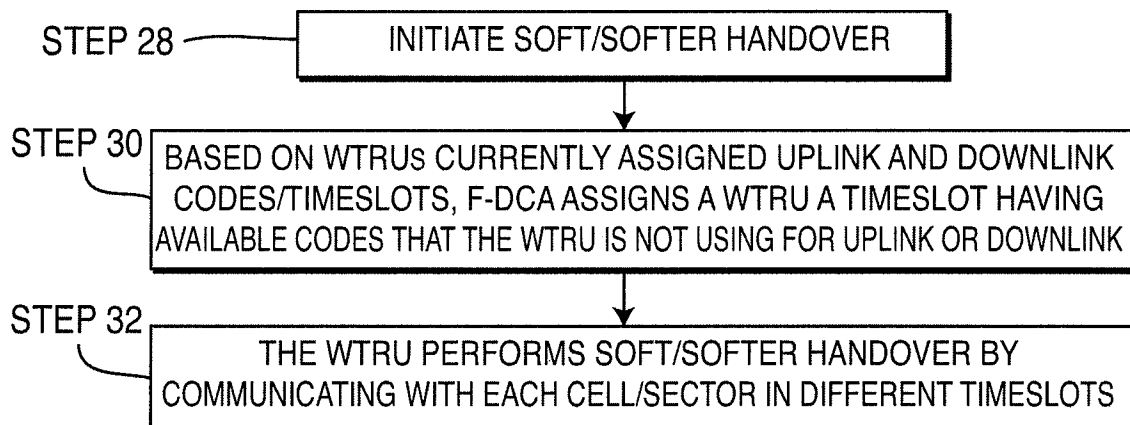 STEP 28
INITIATE SOFT/SOFTER HANDOVER
STEP 30
BASED ON WTRUs CURRENTLY ASSIGNED UPLINK AND DOWNLINK
CODES/TIMESLOTS, F-DCA ASSIGNS A WTRU A TIMESLOT HAVING
AVAILABLE CODES THAT THE WTRU IS NOT USING FOR UPLINK OR DOWNLINK
STEP 32
THE WTRU PERFORMS SOFT/SOFTER HANDOVER BY
COMMUNICATING WITH EACH CELL/SECTOR IN DIFFERENT TIMESLOTS